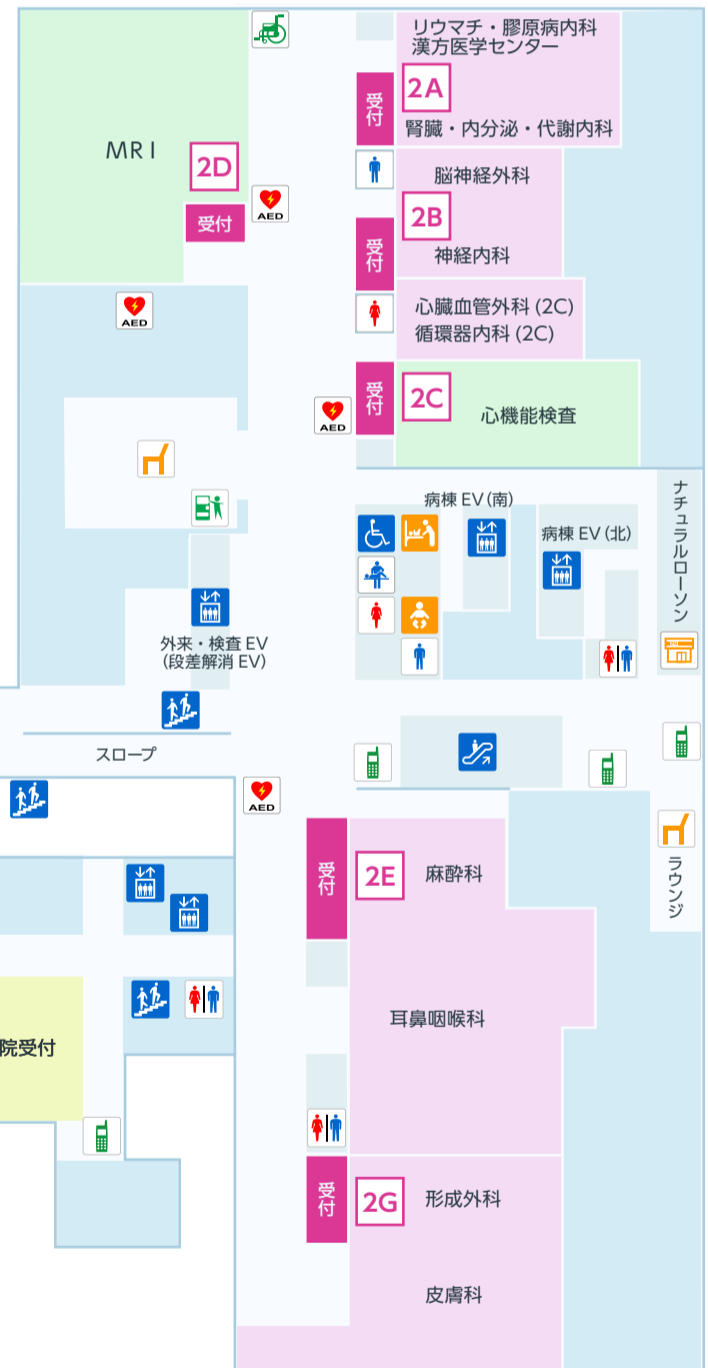 リウマチ・膠原病内科
漢方医学センター
受付
2A
腎臓・内分泌・代謝内科
MRI
2D
受付
AED
脳神経外科
2B
受付
神経内科
AED
心臓血管外科 (2C)
循環器内科 (2C)
受付
2C
AED
心機能検査
病棟 EV (南)
病棟 EV (北)
ナチュラルローソン
外来・検査 EV
(段差解消 EV)
スロープ
AED
受付
2E
麻酔科
ラウンジ
耳鼻咽喉科
院受付
受付
2G
形成外科
皮膚科